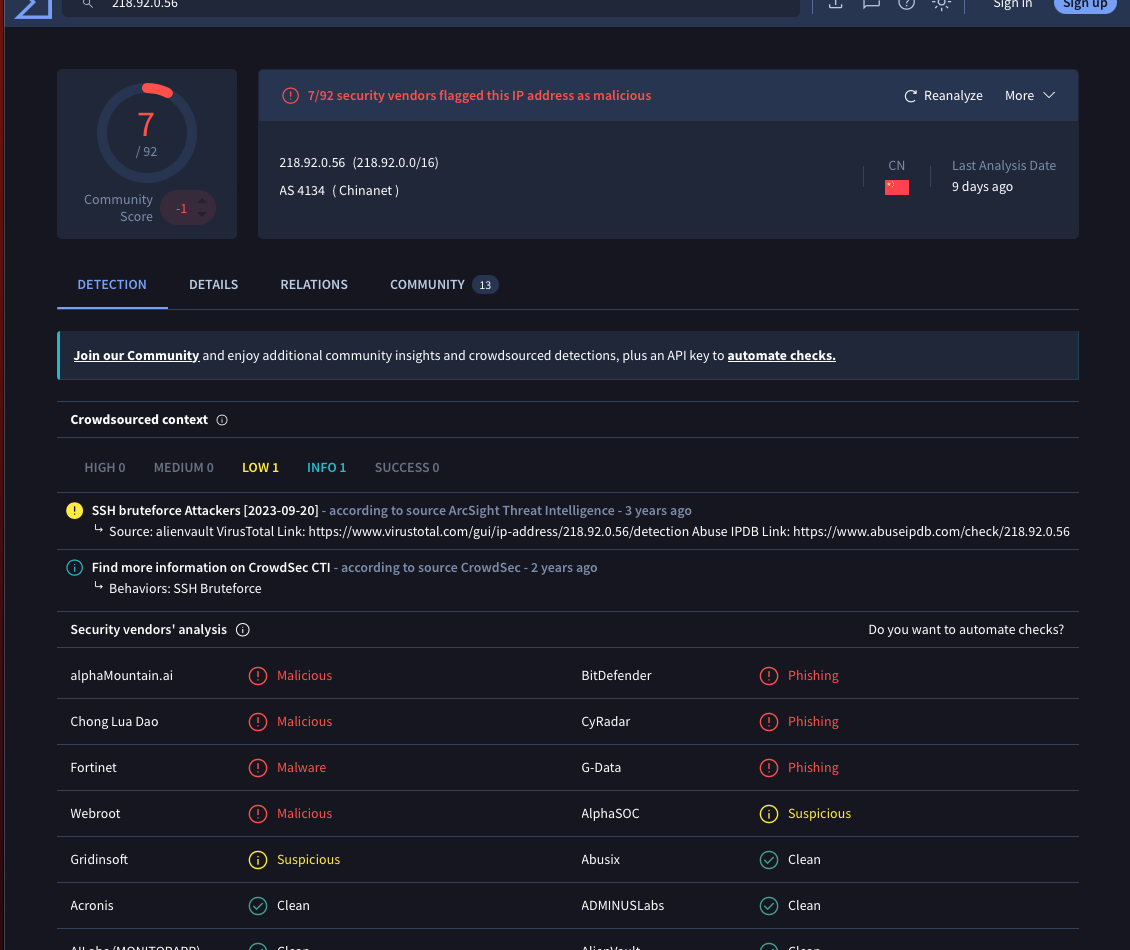 218.92.0.56
Sign in
Sign up
7
/ 92
Community Score
-1
7/92 security vendors flagged this IP address as malicious
Reanalyze
More
218.92.0.56 (218.92.0.0/16)
AS 4134 ( Chinanet )
CN
Last Analysis Date
9 days ago
DETECTION
DETAILS
RELATIONS
COMMUNITY 13
Join our Community and enjoy additional community insights and crowdsourced detections, plus an API key to automate checks.
Crowdsourced context
HIGH 0 MEDIUM 0 LOW 1 INFO 1 SUCCESS 0
SSH bruteforce Attackers [2023-09-20] - according to source ArcSight Threat Intelligence - 3 years ago
Source: alienvault VirusTotal Link: https://www.virustotal.com/gui/ip-address/218.92.0.56/detection Abuse IPDB Link: https://www.abuseipdb.com/check/218.92.0.56
Find more information on CrowdSec CTI - according to source CrowdSec - 2 years ago
Behaviors: SSH Bruteforce
Security vendors' analysis
Do you want to automate checks?
alphaMountain.ai Malicious BitDefender Phishing
Chong Lua Dao Malicious CyRadar Phishing
Fortinet Malware G-Data Phishing
Webroot Malicious AlphaSOC Suspicious
Gridinsoft Suspicious Abusix Clean
Acronis Clean ADMINUSLabs Clean